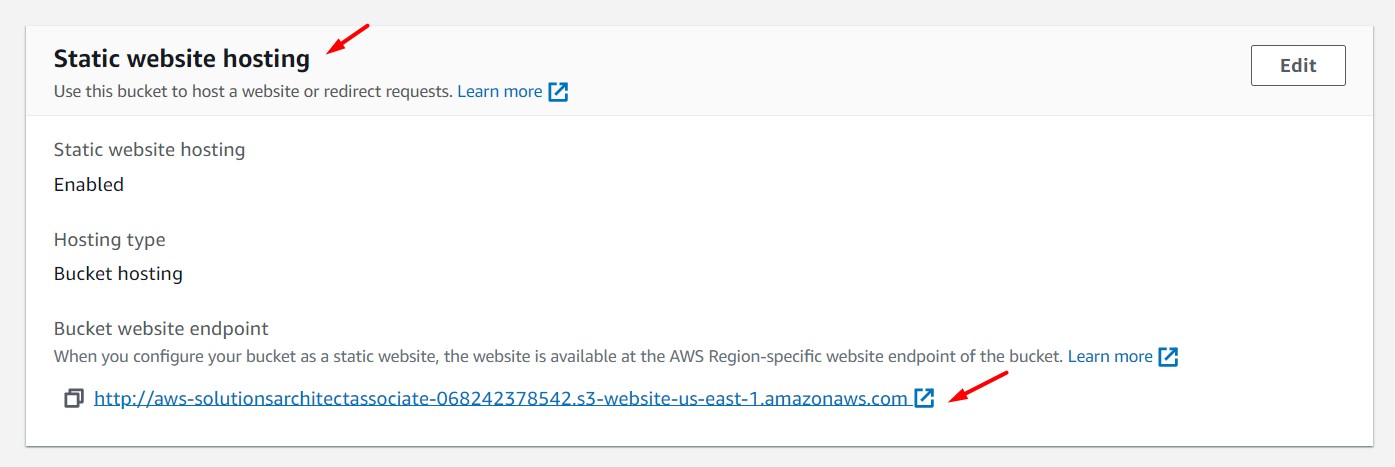 Static website hosting
Edit
Use this bucket to host a website or redirect requests. Learn more
Static website hosting
Enabled
Hosting type
Bucket hosting
Bucket website endpoint
When you configure your bucket as a static website, the website is available at the AWS Region-specific website endpoint of the bucket. Learn more
http://aws-solutionsarchitectassociate-068242378542.s3-website-us-east-1.amazonaws.com